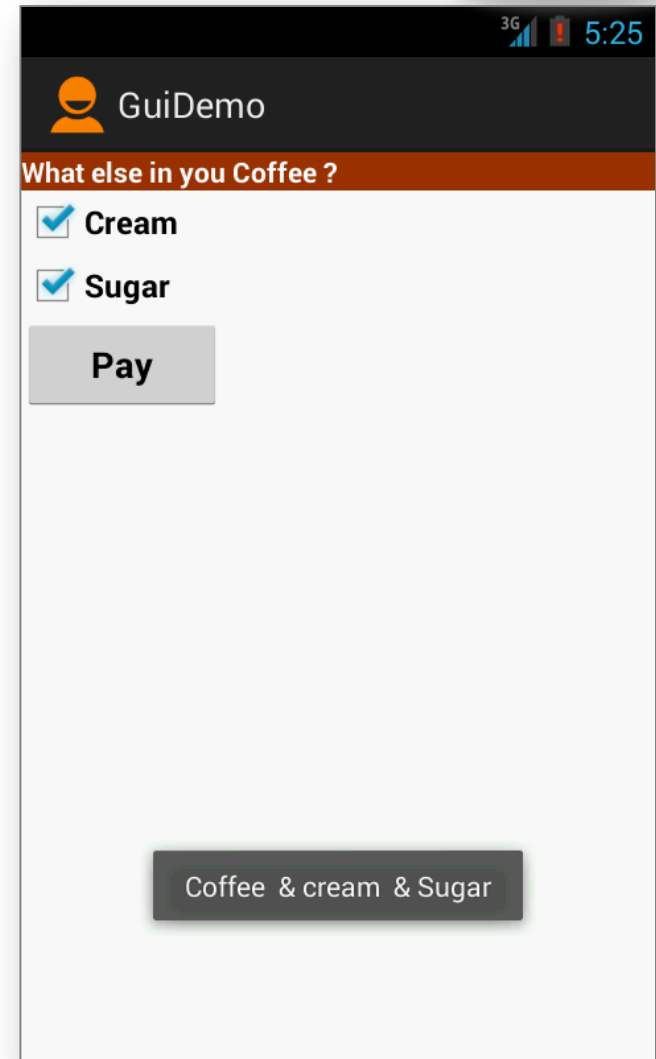 3G 5:25
GuiDemo
What else in you Coffee ?
Cream
Sugar
Pay
Coffee & cream & Sugar